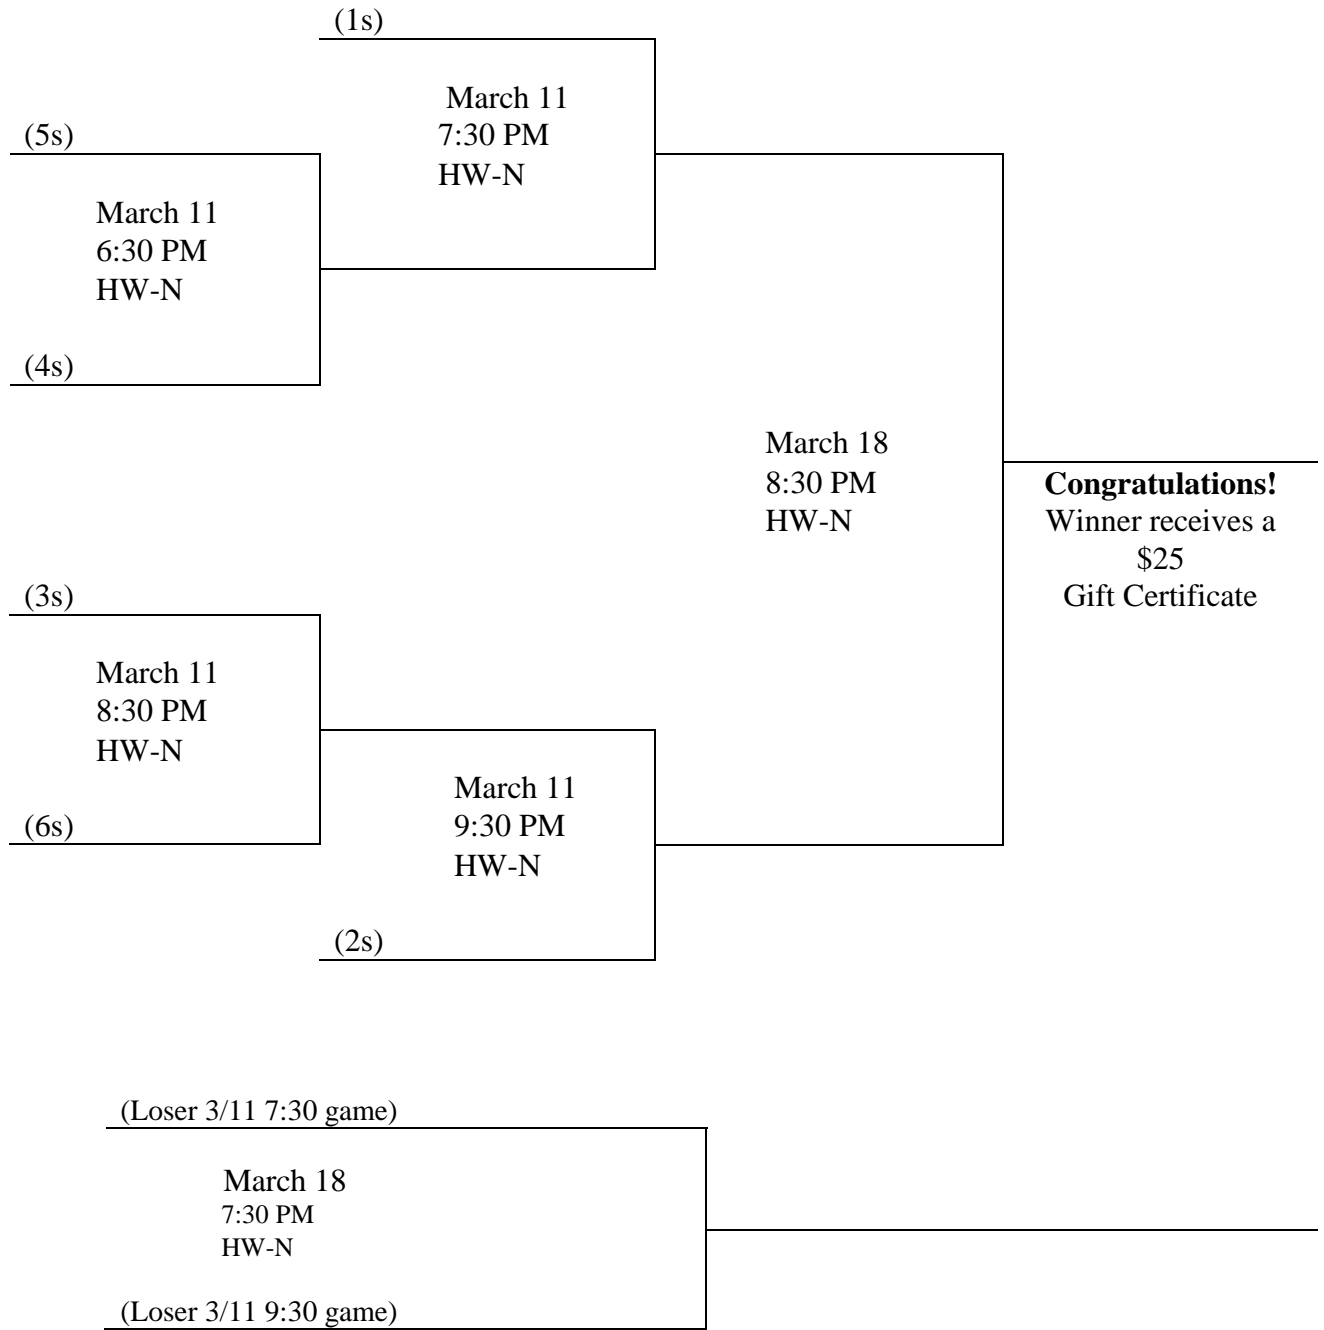 (1s)
March 11
7:30 PM
HW-N
(5s)
March 11
6:30 PM
HW-N
(4s)
March 18
8:30 PM
HW-N
Congratulations!
Winner receives a
$25
Gift Certificate
(3s)
March 11
8:30 PM
HW-N
(6s)
March 11
9:30 PM
HW-N
(2s)
(Loser 3/11 7:30 game)
March 18
7:30 PM
HW-N
(Loser 3/11 9:30 game)